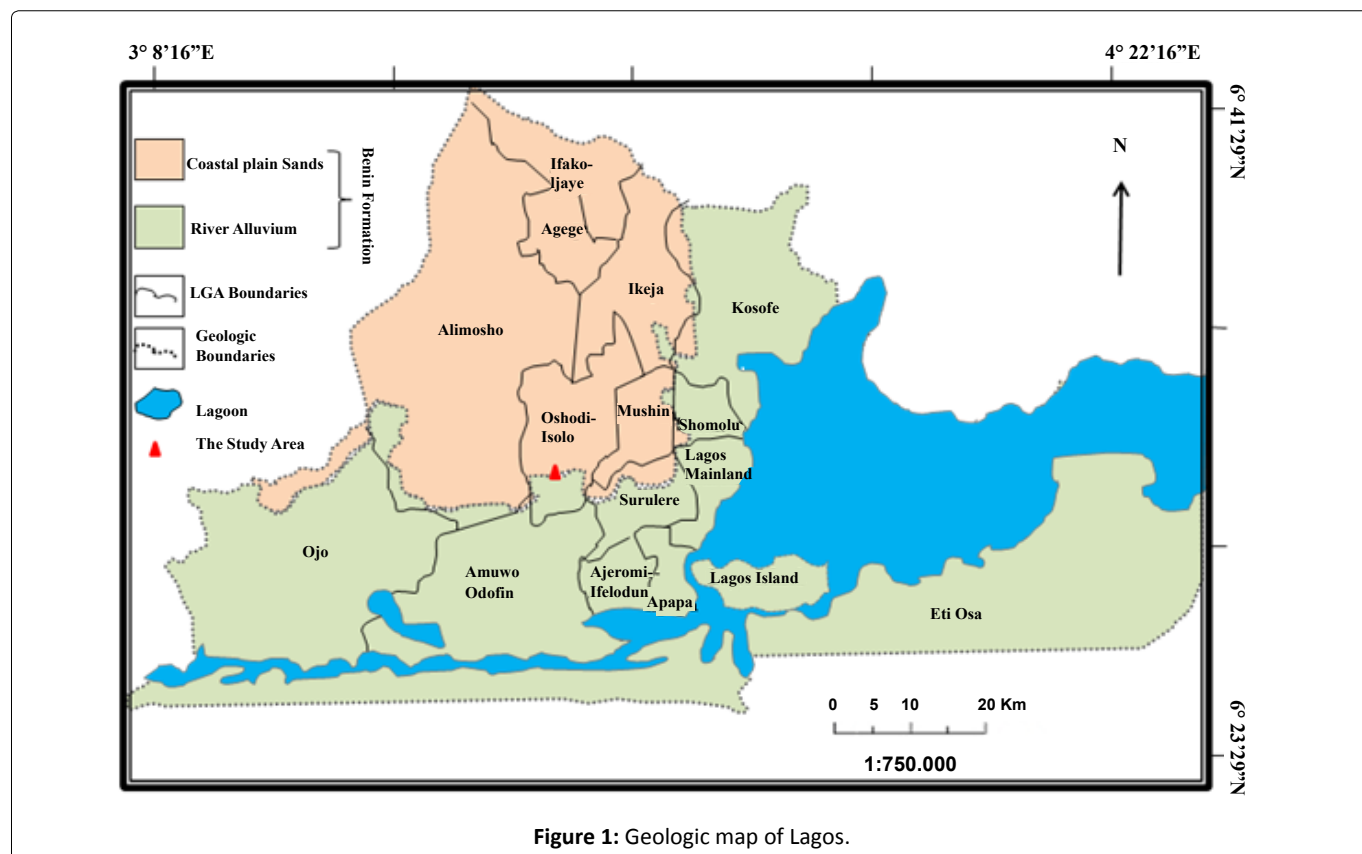 3° 8'16”E
4° 22'16”E
6° 41'29”N
Coastal plain Sands
River Alluvium
Benin Formation
LGA Boundaries
Geologic
Boundaries
Lagoon
The Study Area
N
Ifako-
Ijaye
Agege
Ikeja
Kosofe
Alimosho
Oshodi-
Isolo
Mushin
Shomolu
Lagos
Mainland
Surulere
Ojo
Amuwo
Odofin
Ajeromi-
Ifelodun
Apapa
Lagos Island
Eti Osa
0 5 10 20 Km
1:750.000
6° 23'29”N
Figure 1: Geologic map of Lagos.